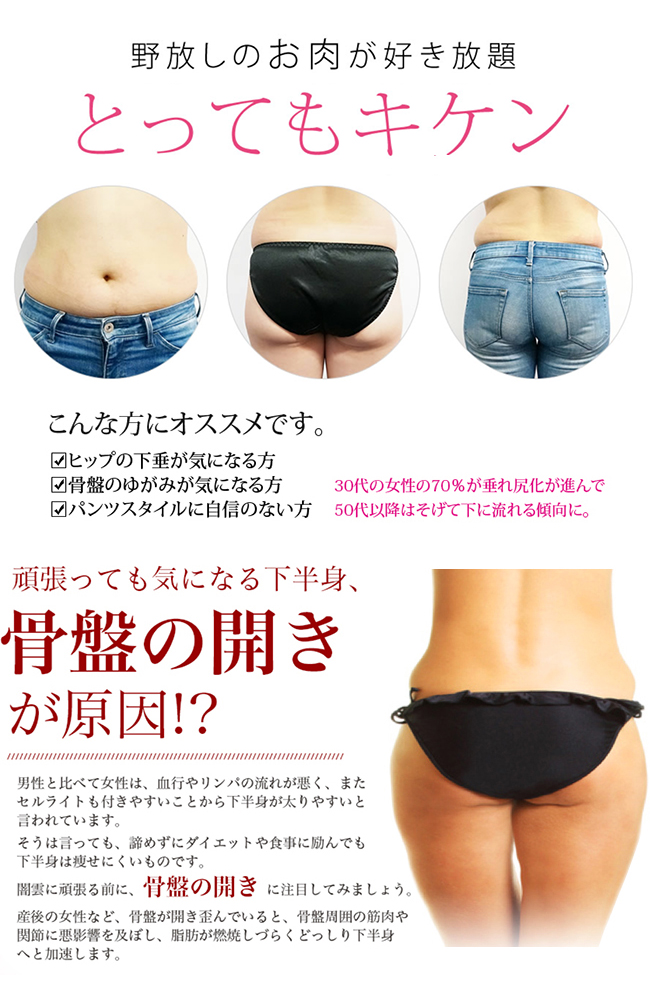 野放しのお肉が好き放題
とってもキケン
こんな方にオススメです。
☑ヒップの下垂が気になる方
☑骨盤のゆがみが気になる方
☑パンツスタイルに自信のない方
30代の女性の70％が垂れ尻化が進んで
50代以降はそげて下に流れる傾向に。
頑張っても気になる下半身、
骨盤の開き
が原因!?
男性と比べて女性は、血行やリンパの流れが悪く、また
セルライトも付きやすいことから下半身が太りやすいと
言われています。
そうは言っても、諦めずにダイエットや食事に励んでも
下半身は痩せにくいものです。
闇雲に頑張る前に、骨盤の開き に注目してみましょう。
産後の女性など、骨盤が開き歪んでいると、骨盤周囲の筋肉や
関節に悪影響を及ぼし、脂肪が燃焼しづらくどっしり下半身
へと加速します。